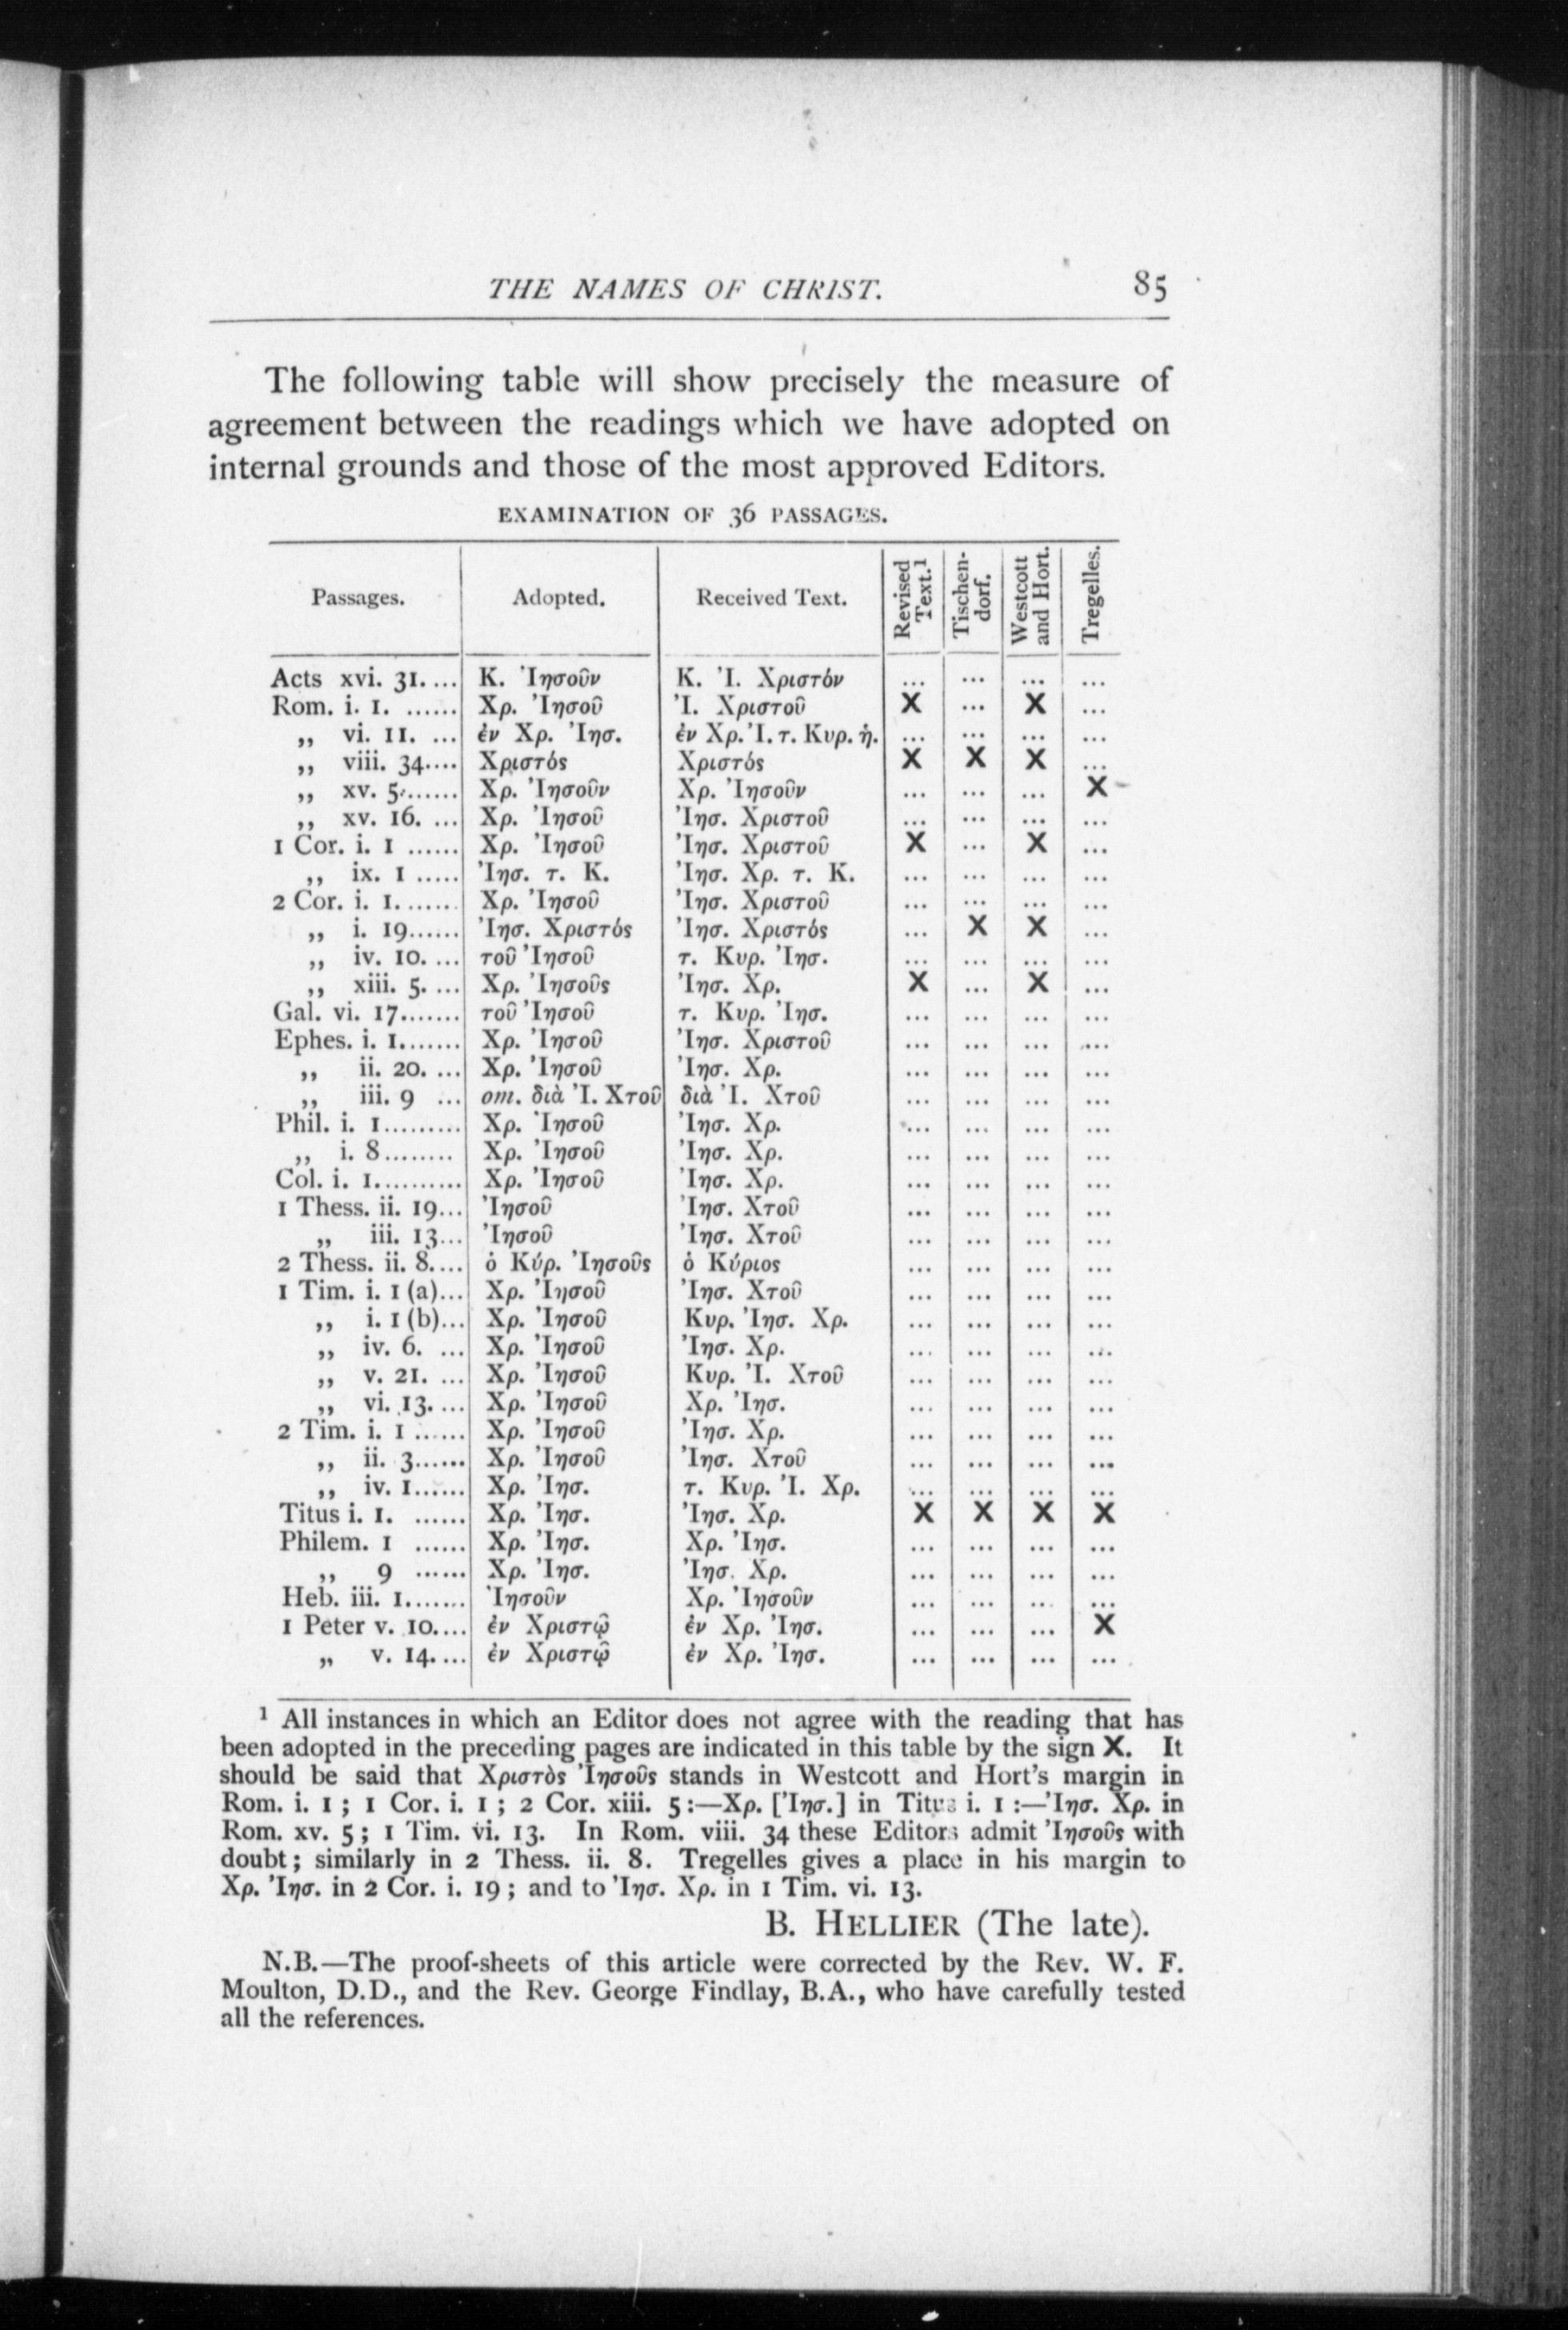 THE NAMES OF CHRIST. 85
The following table will show precisely the measure of
agreement between the readings which we have adopted on
internal grounds and those of the most approved Editors.
EXAMINATION OF 36 PASSAGES.
Passages. Adopted. Received Text. Revised Text.¹ Tischen-dorf. Westcott and Hort. Tregelles.
Acts xvi. 31.... Κ. Ἰησοῦν Κ. Ἰ. Χριστόν ... ... ... ...
Rom. i. 1. ...... Χρ. Ἰησοῦ Ἰ. Χριστοῦ X ... X ...
„ vi. 11. ... ἐν Χρ. Ἰησ. ἐν Χρ. Ἰ. τ. Κυρ. ἡ. ... ... ... ...
„ viii. 34.... Χριστός Χριστός X X X ...
„ xv. 5....... Χρ. Ἰησοῦν Χρ. Ἰησοῦν ... ... ... X
„ xv. 16. ... Χρ. Ἰησοῦ Ἰησ. Χριστοῦ ... ... ... ...
1 Cor. i. 1 ...... Χρ. Ἰησοῦ Ἰησ. Χριστοῦ X ... X ...
„ ix. 1 ..... Ἰησ. τ. Κ. Ἰησ. Χρ. τ. Κ. ... ... ... ...
2 Cor. i. 1....... Χρ. Ἰησοῦ Ἰησ. Χριστοῦ ... ... ... ...
„ i. 19...... Ἰησ. Χριστός Ἰησ. Χριστός ... X X ...
„ iv. 10. ... τοῦ Ἰησοῦ τ. Κυρ. Ἰησ. ... ... ... ...
„ xiii. 5. ... Χρ. Ἰησοῦς Ἰησ. Χρ. X ... X ...
Gal. vi. 17....... τοῦ Ἰησοῦ τ. Κυρ. Ἰησ. ... ... ... ...
Ephes. i. 1....... Χρ. Ἰησοῦ Ἰησ. Χριστοῦ ... ... ... ...
„ ii. 20. ... Χρ. Ἰησοῦ Ἰησ. Χρ. ... ... ... ...
„ iii. 9 ... om. διὰ Ἰ. Χτοῦ διὰ Ἰ. Χτοῦ ... ... ... ...
Phil. i. 1......... Χρ. Ἰησοῦ Ἰησ. Χρ. ... ... ... ...
„ i. 8........ Χρ. Ἰησοῦ Ἰησ. Χρ. ... ... ... ...
Col. i. 1.......... Χρ. Ἰησοῦ Ἰησ. Χρ. ... ... ... ...
1 Thess. ii. 19... Ἰησοῦ Ἰησ. Χτοῦ ... ... ... ...
„ iii. 13... Ἰησοῦ Ἰησ. Χτοῦ ... ... ... ...
2 Thess. ii. 8.... ὁ Κύρ. Ἰησοῦς ὁ Κύριος ... ... ... ...
1 Tim. i. 1 (a)... Χρ. Ἰησοῦ Ἰησ. Χτοῦ ... ... ... ...
„ i. 1 (b)... Χρ. Ἰησοῦ Κυρ. Ἰησ. Χρ. ... ... ... ...
„ iv. 6. ... Χρ. Ἰησοῦ Ἰησ. Χρ. ... ... ... ...
„ v. 21. ... Χρ. Ἰησοῦ Κυρ. Ἰ. Χτοῦ ... ... ... ...
„ vi. 13. ... Χρ. Ἰησοῦ Χρ. Ἰησ. ... ... ... ...
2 Tim. i. 1 ...... Χρ. Ἰησοῦ Ἰησ. Χρ. ... ... ... ...
„ ii. 3...... Χρ. Ἰησοῦ Ἰησ. Χτοῦ ... ... ... ...
„ iv. 1...... Χρ. Ἰησ. τ. Κυρ. Ἰ. Χρ. ... ... ... ...
Titus i. 1. ...... Χρ. Ἰησ. Ἰησ. Χρ. X X X X
Philem. 1 ...... Χρ. Ἰησ. Χρ. Ἰησ. ... ... ... ...
„ 9 ...... Χρ. Ἰησ. Ἰησ. Χρ. ... ... ... ...
Heb. iii. 1....... Ἰησοῦν Χρ. Ἰησοῦν ... ... ... ...
1 Peter v. 10.... ἐν Χριστῷ ἐν Χρ. Ἰησ. ... ... ... X
„ v. 14.... ἐν Χριστῷ ἐν Χρ. Ἰησ. ... ... ... ...
¹ All instances in which an Editor does not agree with the reading that has
been adopted in the preceding pages are indicated in this table by the sign X. It
should be said that Χριστὸς Ἰησοῦς stands in Westcott and Hort's margin in
Rom. i. 1 ; 1 Cor. i. 1 ; 2 Cor. xiii. 5 :—Χρ. [Ἰησ.] in Titus i. 1 :—Ἰησ. Χρ. in
Rom. xv. 5 ; 1 Tim. vi. 13. In Rom. viii. 34 these Editors admit Ἰησοῦς with
doubt ; similarly in 2 Thess. ii. 8. Tregelles gives a place in his margin to
Χρ. Ἰησ. in 2 Cor. i. 19 ; and to Ἰησ. Χρ. in 1 Tim. vi. 13.
B. HELLIER (The late).
N.B.—The proof-sheets of this article were corrected by the Rev. W. F.
Moulton, D.D., and the Rev. George Findlay, B.A., who have carefully tested
all the references.